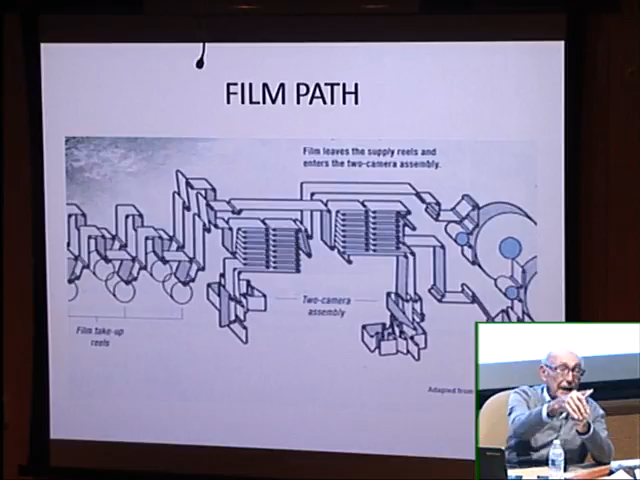 FILM PATH
Film leaves the supply reels and
enters the two-camera assembly.
Two-camera
assembly
Film take-up
reels
Adapted from